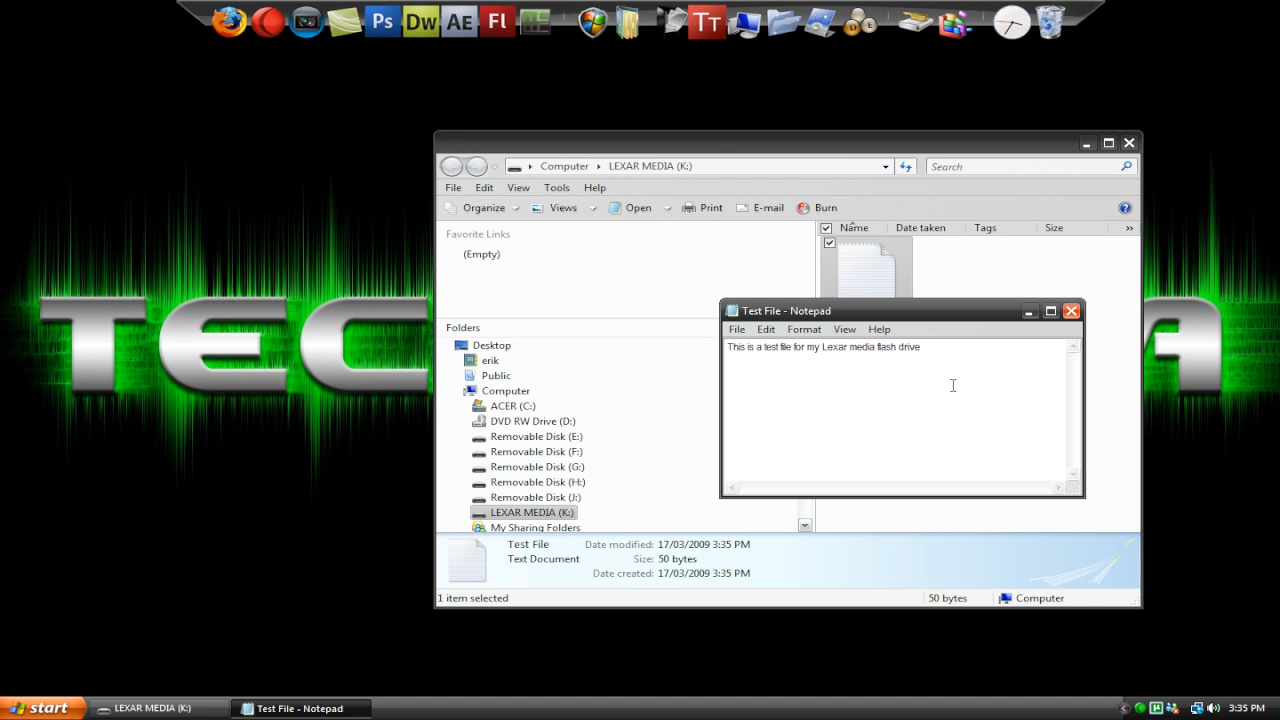 Ps Dw Ae Fl TT
TEC
A
Computer LEXAR MEDIA (K:)
Search
File Edit View Tools Help
Organize Views Open Print E-mail Burn
Favorite Links
(Empty)
Name Date taken Tags Size »
Folders
Desktop
erik
Public
Computer
ACER (C:)
DVD RW Drive (D:)
Removable Disk (E:)
Removable Disk (F:)
Removable Disk (G:)
Removable Disk (H:)
Removable Disk (J:)
LEXAR MEDIA (K:)
My Sharing Folders
Test File - Notepad
File Edit Format View Help
This is a test file for my Lexar media flash drive
Test File Date modified: 17/03/2009 3:35 PM
Text Document Size: 50 bytes
Date created: 17/03/2009 3:35 PM
1 item selected 50 bytes Computer
start LEXAR MEDIA (K:) Test File - Notepad 3:35 PM